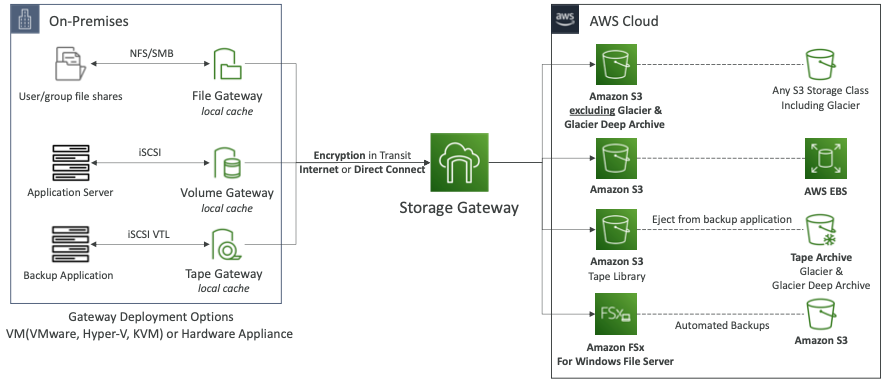 On-Premises
NFS/SMB
User/group file shares
File Gateway
local cache
iSCSI
Application Server
Volume Gateway
local cache
iSCSI VTL
Backup Application
Tape Gateway
local cache
Gateway Deployment Options
VM(VMware, Hyper-V, KVM) or Hardware Appliance
Encryption in Transit
Internet or Direct Connect
Storage Gateway
aws
AWS Cloud
Amazon S3
excluding Glacier &
Glacier Deep Archive
Any S3 Storage Class
Including Glacier
Amazon S3
AWS EBS
Amazon S3
Tape Library
Eject from backup application
Tape Archive
Glacier &
Glacier Deep Archive
FSx
Amazon FSx
For Windows File Server
Automated Backups
Amazon S3